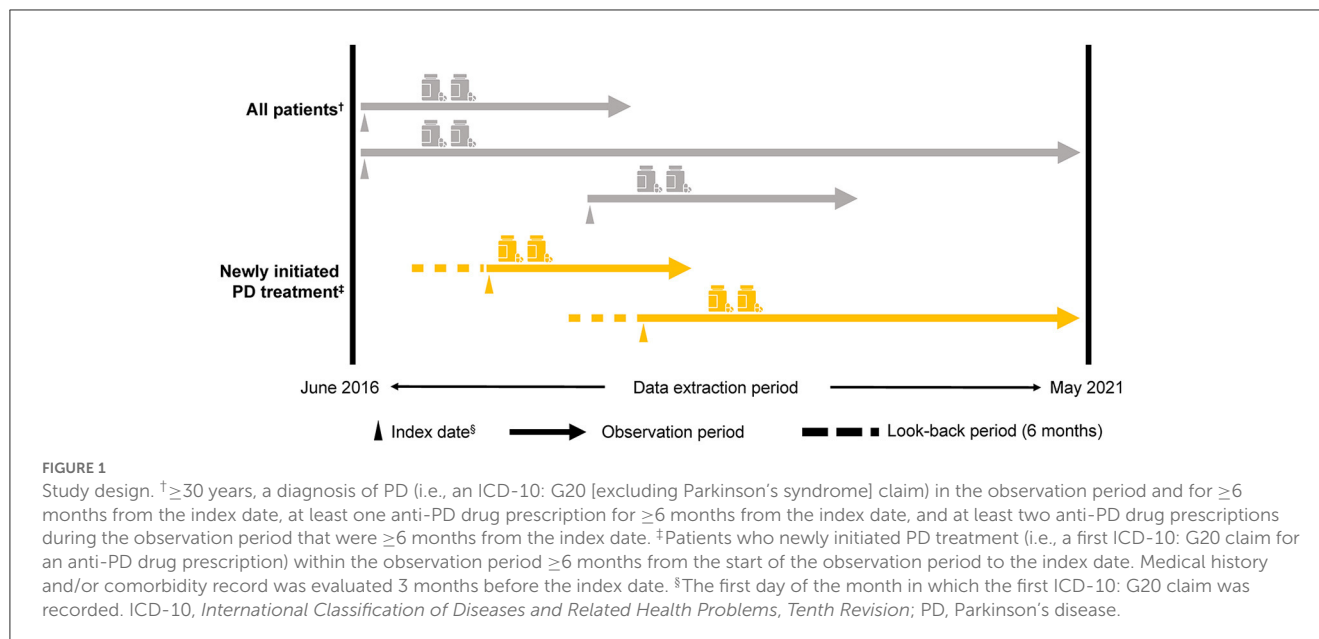 All patients†
Newly initiated
PD treatment‡
June 2016
Data extraction period
May 2021
Index date§
Observation period
Look-back period (6 months)
FIGURE 1
Study design. †≥30 years, a diagnosis of PD (i.e., an ICD-10: G20 [excluding Parkinson's syndrome] claim) in the observation period and for ≥6
months from the index date, at least one anti-PD drug prescription for ≥6 months from the index date, and at least two anti-PD drug prescriptions
during the observation period that were ≥6 months from the index date. ‡Patients who newly initiated PD treatment (i.e., a first ICD-10: G20 claim for
an anti-PD drug prescription) within the observation period ≥6 months from the start of the observation period to the index date. Medical history
and/or comorbidity record was evaluated 3 months before the index date. §The first day of the month in which the first ICD-10: G20 claim was
recorded. ICD-10, International Classification of Diseases and Related Health Problems, Tenth Revision; PD, Parkinson's disease.